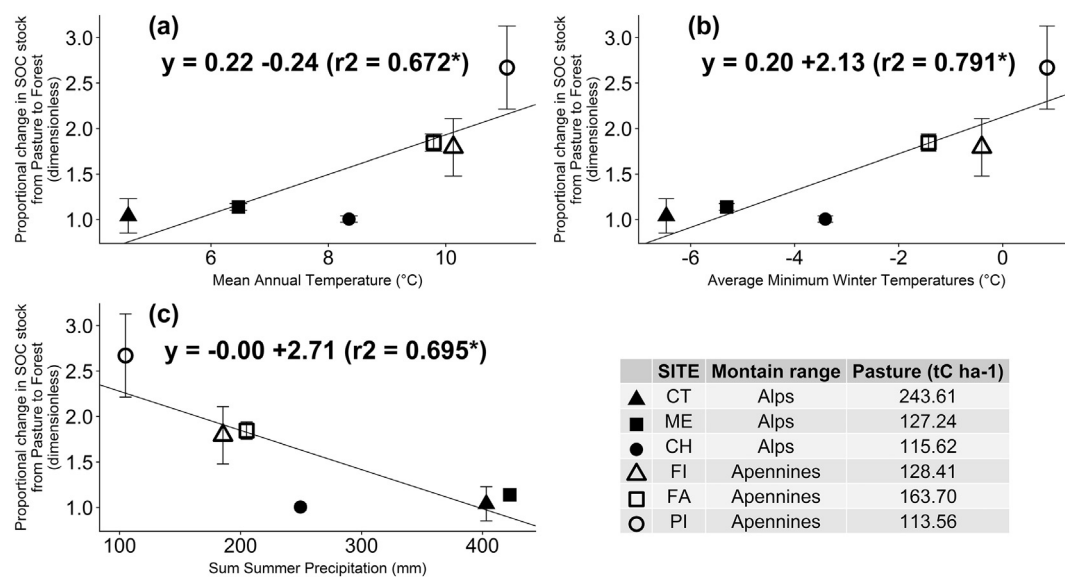 (a)
y = 0.22 -0.24 (r2 = 0.672*)
Proportional change in SOC stock
from Pasture to Forest
(dimensionless)
3.0
2.5
2.0
1.5
1.0
6 8 10
Mean Annual Temperature (°C)
(b)
y = 0.20 +2.13 (r2 = 0.791*)
Proportional change in SOC stock
from Pasture to Forest
(dimensionless)
3.0
2.5
2.0
1.5
1.0
-6 -4 -2 0
Average Minimum Winter Temperatures (°C)
(c)
y = -0.00 +2.71 (r2 = 0.695*)
Proportional change in SOC stock
from Pasture to Forest
(dimensionless)
3.0
2.5
2.0
1.5
1.0
100 200 300 400
Sum Summer Precipitation (mm)
SITE Montain range Pasture (tC ha-1)
CT Alps 243.61
ME Alps 127.24
CH Alps 115.62
FI Apennines 128.41
FA Apennines 163.70
PI Apennines 113.56